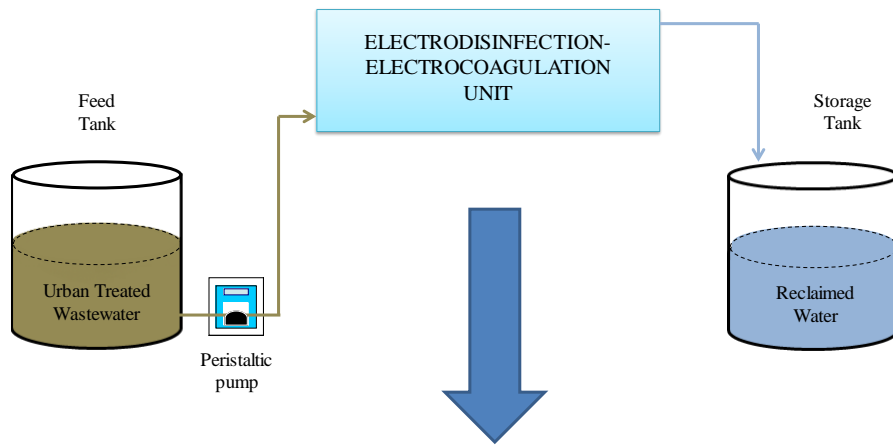 ELECTRODISINFECTION-
ELECTROCOAGULATION
UNIT
Feed
Tank
Storage
Tank
Urban Treated
Wastewater
Reclaimed
Water
Peristaltic
pump